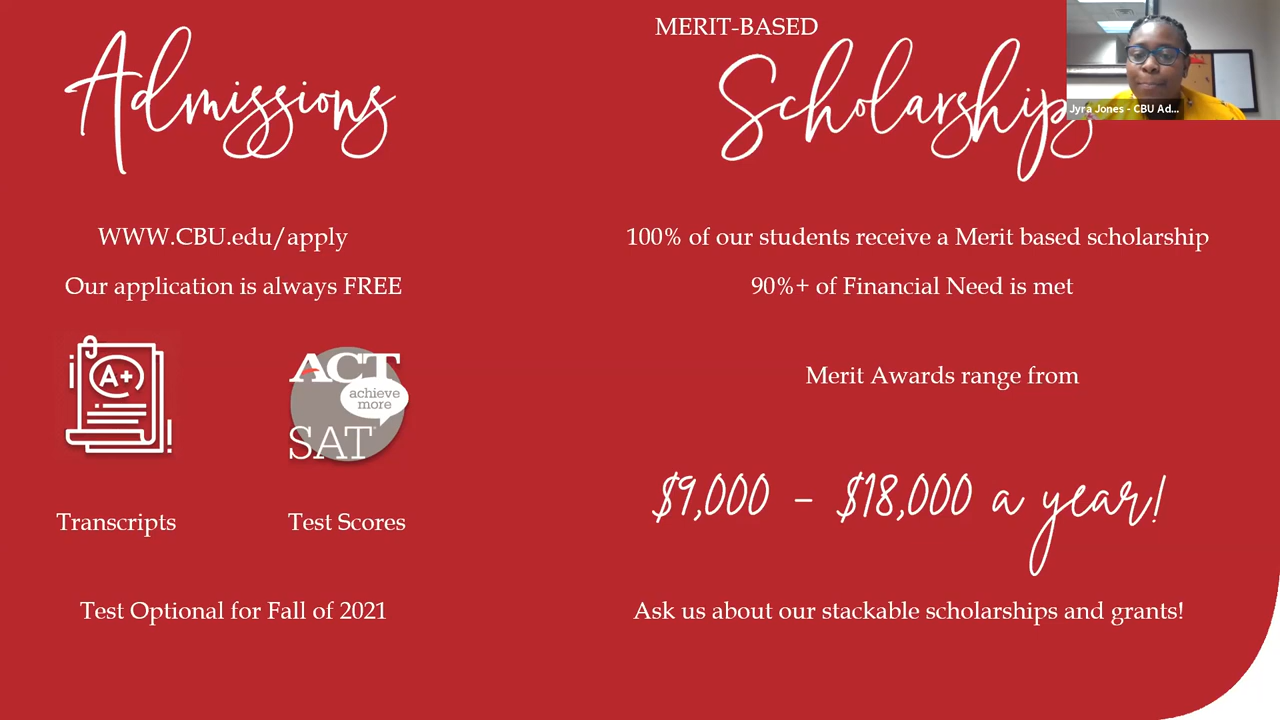 Admissions
WWW.CBU.edu/apply
Our application is always FREE
A+
ACT
achieve
more
SAT
Transcripts
Test Scores
Test Optional for Fall of 2021
MERIT-BASED
Scholarships
100% of our students receive a Merit based scholarship
90%+ of Financial Need is met
Merit Awards range from
$9,000 – $18,000 a year!
Ask us about our stackable scholarships and grants!
Jyra Jones - CBU Ad...